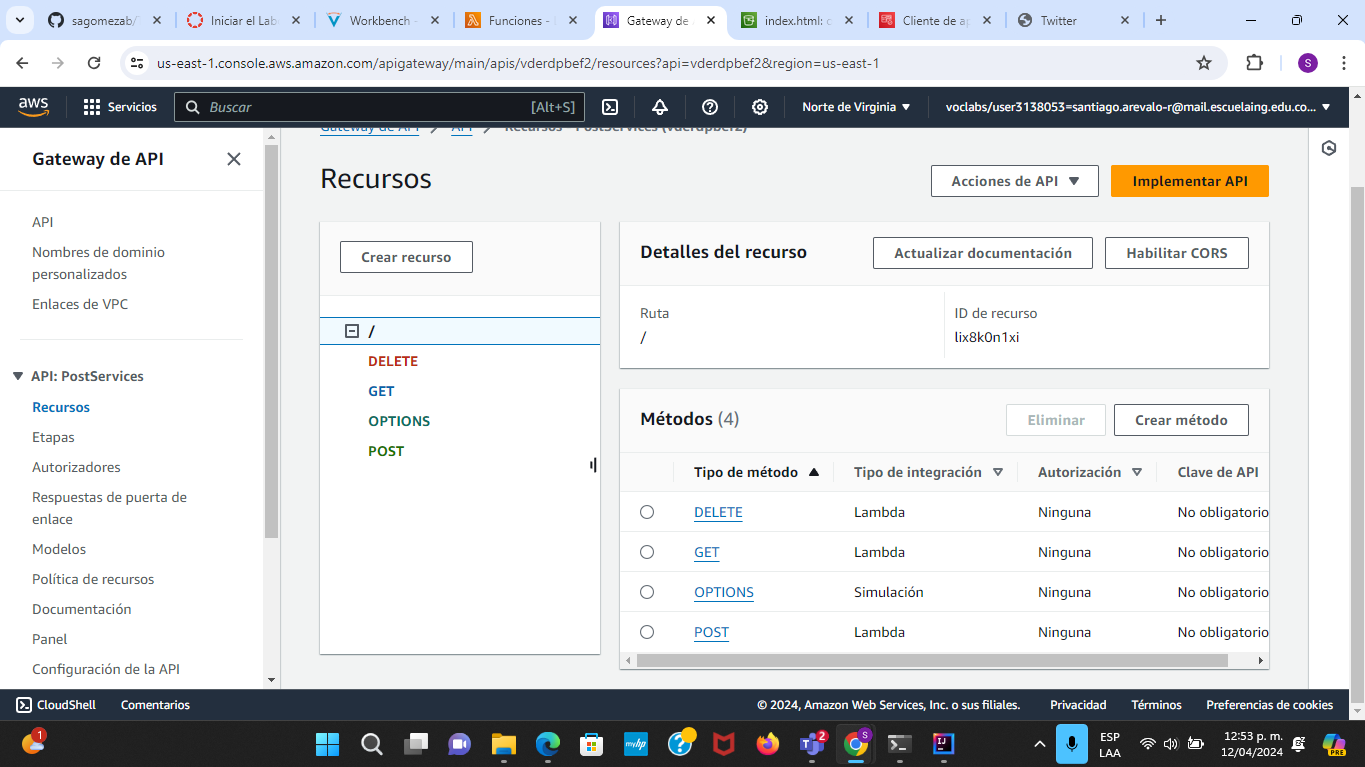 sagomezab/
Iniciar el Lab
Workbench -
Funciones - L
Gateway de
index.html: c
Cliente de ap
Twitter
us-east-1.console.aws.amazon.com/apigateway/main/apis/vderdpbef2/resources?api=vderdpbef2&region=us-east-1
S
aws
Servicios
Buscar
[Alt+S]
Norte de Virginia
voclabs/user3138053=santiago.arevalo-r@mail.escuelaing.edu.co...
Gateway de API
API
Recursos - PostServices (vderdpbef2)
Gateway de API
API
Nombres de dominio
personalizados
Enlaces de VPC
API: PostServices
Recursos
Etapas
Autorizadores
Respuestas de puerta de
enlace
Modelos
Política de recursos
Documentación
Panel
Configuración de la API
Recursos
Acciones de API
Implementar API
Crear recurso
/
DELETE
GET
OPTIONS
POST
Detalles del recurso
Actualizar documentación
Habilitar CORS
Ruta
/
ID de recurso
lix8k0n1xi
Métodos (4)
Eliminar
Crear método
Tipo de método
Tipo de integración
Autorización
Clave de API
DELETE Lambda Ninguna No obligatorio
GET Lambda Ninguna No obligatorio
OPTIONS Simulación Ninguna No obligatorio
POST Lambda Ninguna No obligatorio
CloudShell
Comentarios
© 2024, Amazon Web Services, Inc. o sus filiales.
Privacidad
Términos
Preferencias de cookies
1
myhp
2
S
IJ
ESP
LAA
12:53 p. m.
12/04/2024
PRE